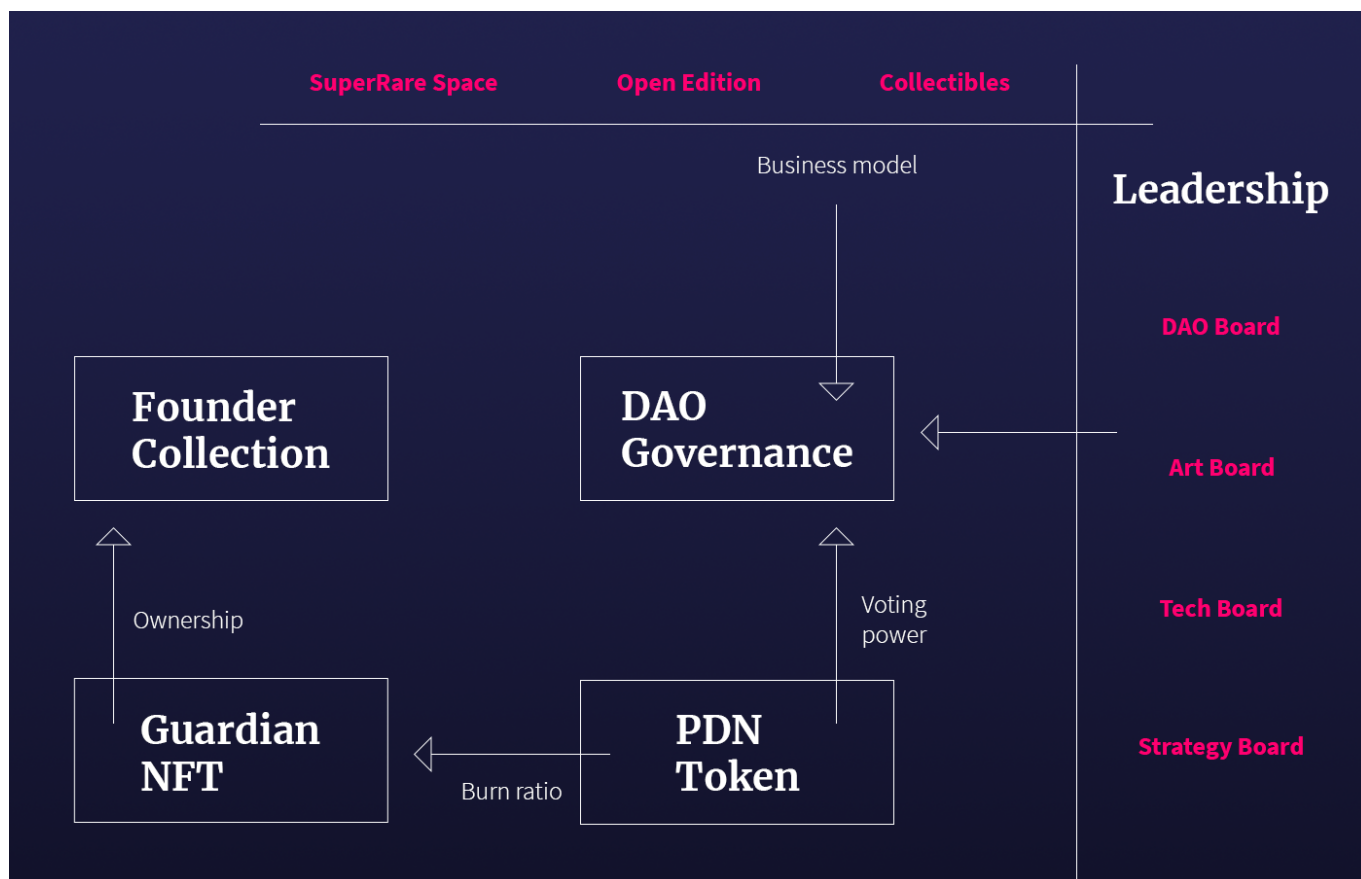 SuperRare Space
Open Edition
Collectibles
Business model
Leadership
DAO Board
Founder
Collection
DAO
Governance
Art Board
Ownership
Voting
power
Tech Board
Guardian
NFT
Burn ratio
PDN
Token
Strategy Board